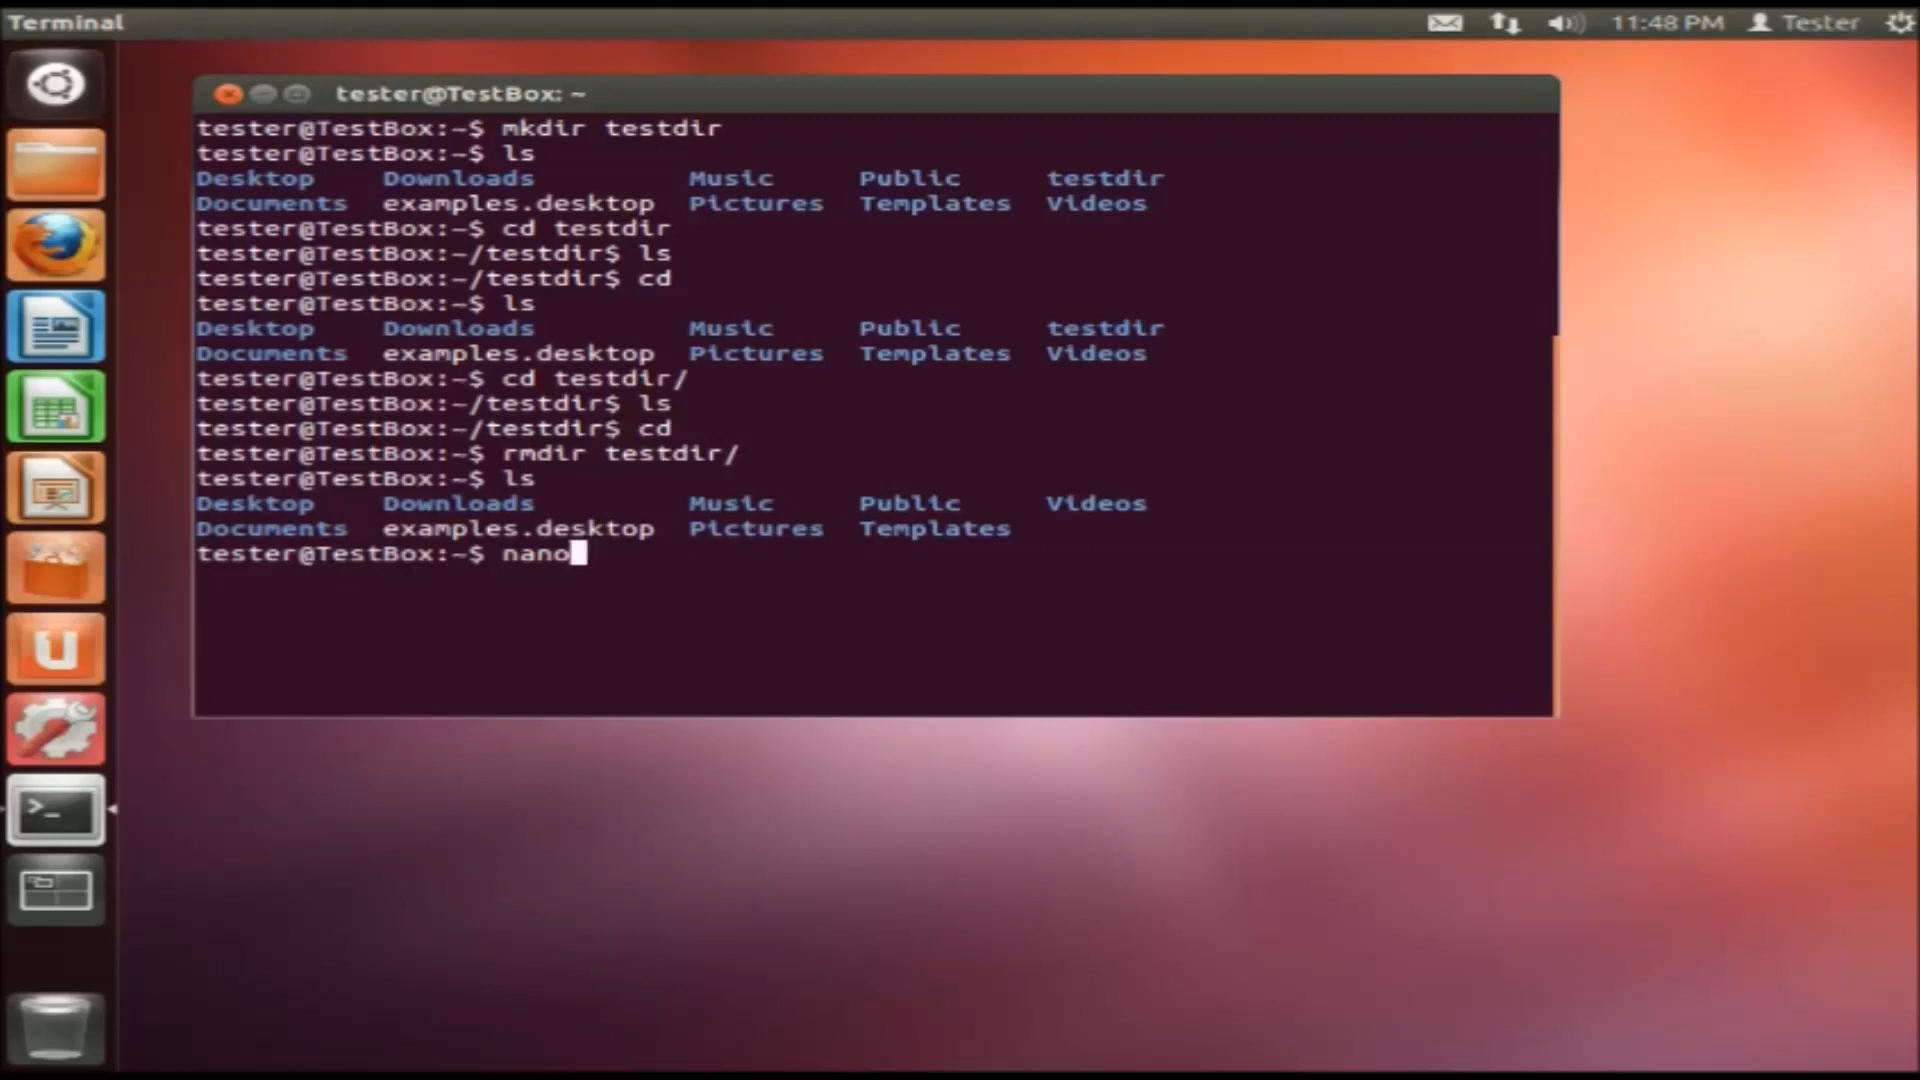 Terminal
11:48 PM Tester
tester@TestBox: ~
tester@TestBox:~$ mkdir testdir
tester@TestBox:~$ ls
Desktop Downloads Music Public testdir
Documents examples.desktop Pictures Templates Videos
tester@TestBox:~$ cd testdir
tester@TestBox:~/testdir$ ls
tester@TestBox:~/testdir$ cd
tester@TestBox:~$ ls
Desktop Downloads Music Public testdir
Documents examples.desktop Pictures Templates Videos
tester@TestBox:~$ cd testdir/
tester@TestBox:~/testdir$ ls
tester@TestBox:~/testdir$ cd
tester@TestBox:~$ rmdir testdir/
tester@TestBox:~$ ls
Desktop Downloads Music Public Videos
Documents examples.desktop Pictures Templates
tester@TestBox:~$ nano